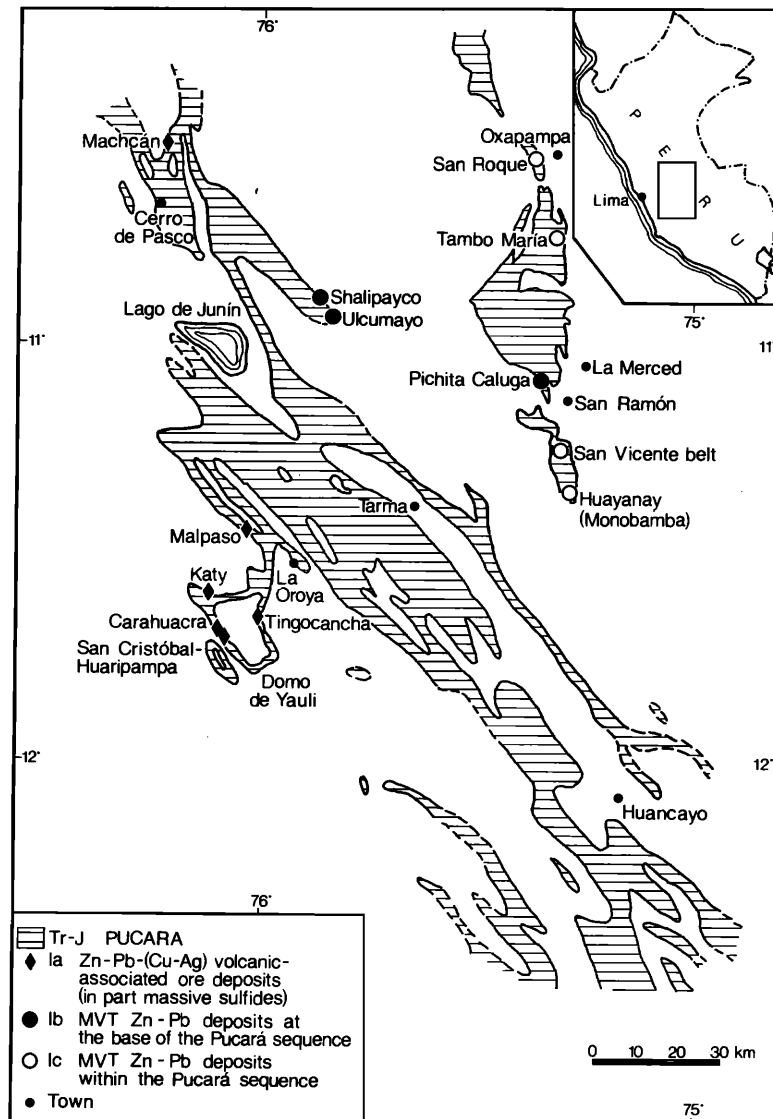 76°
Machcán
Oxapampa
San Roque
PERU
Lima
Cerro
de Pasco
Tambo María
Shalipayco
Ulcumayo
Lago de Junín
75°
11°
11°
La Merced
Pichita Caluga
San Ramón
San Vicente belt
Tarma
Huayanay
(Monobamba)
Malpaso
Katy
La
Oroya
Carahuacra
Tingocancha
San Cristóbal-
Huaripampa
Domo
de Yauli
12°
12°
Huancayo
76°
Tr-J PUCARA
Ia Zn-Pb-(Cu-Ag) volcanic-
associated ore deposits
(in part massive sulfides)
Ib MVT Zn-Pb deposits at
the base of the Pucará sequence
Ic MVT Zn-Pb deposits
within the Pucará sequence
Town
0 10 20 30 km
75°